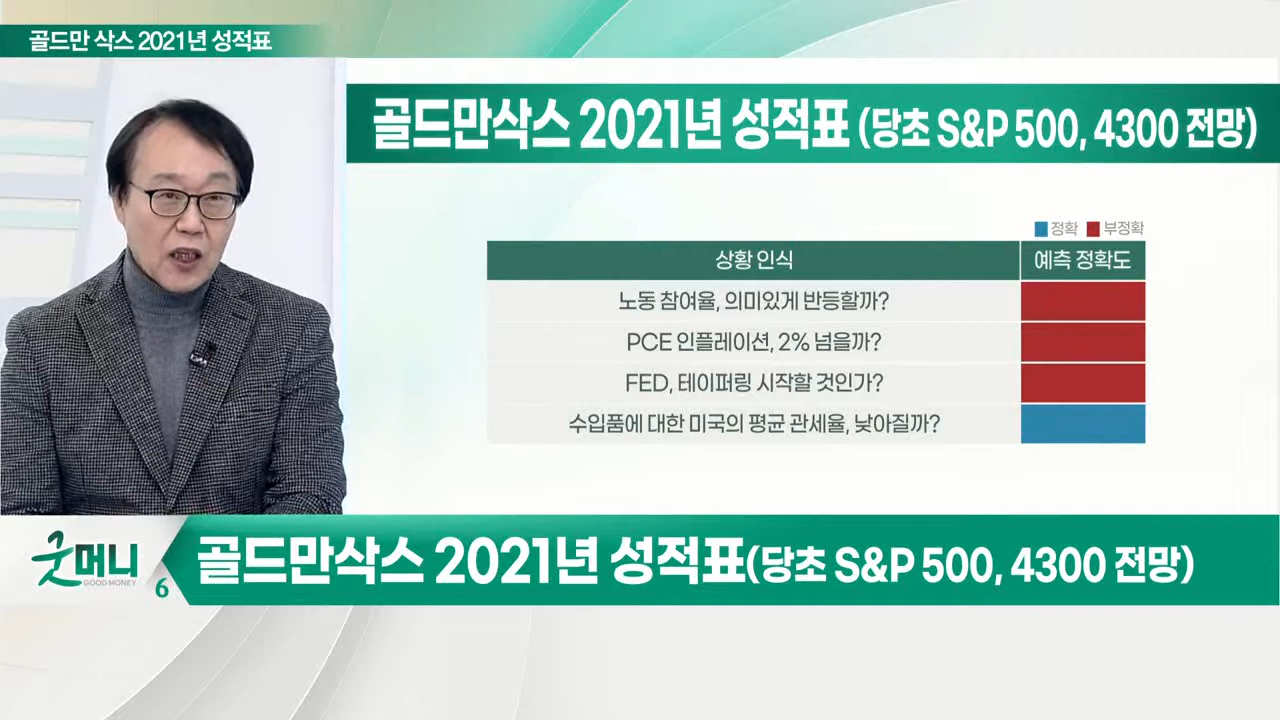 골드만 삭스 2021년 성적표
골드만삭스 2021년 성적표 (당초 S&P 500, 4300 전망)
정확 부정확
상황 인식 예측 정확도
노동 참여율, 의미있게 반등할까?
PCE 인플레이션, 2% 넘을까?
FED, 테이퍼링 시작할 것인가?
수입품에 대한 미국의 평균 관세율, 낮아질까?
굿머니
GOOD MONEY
6
골드만삭스 2021년 성적표(당초 S&P 500, 4300 전망)